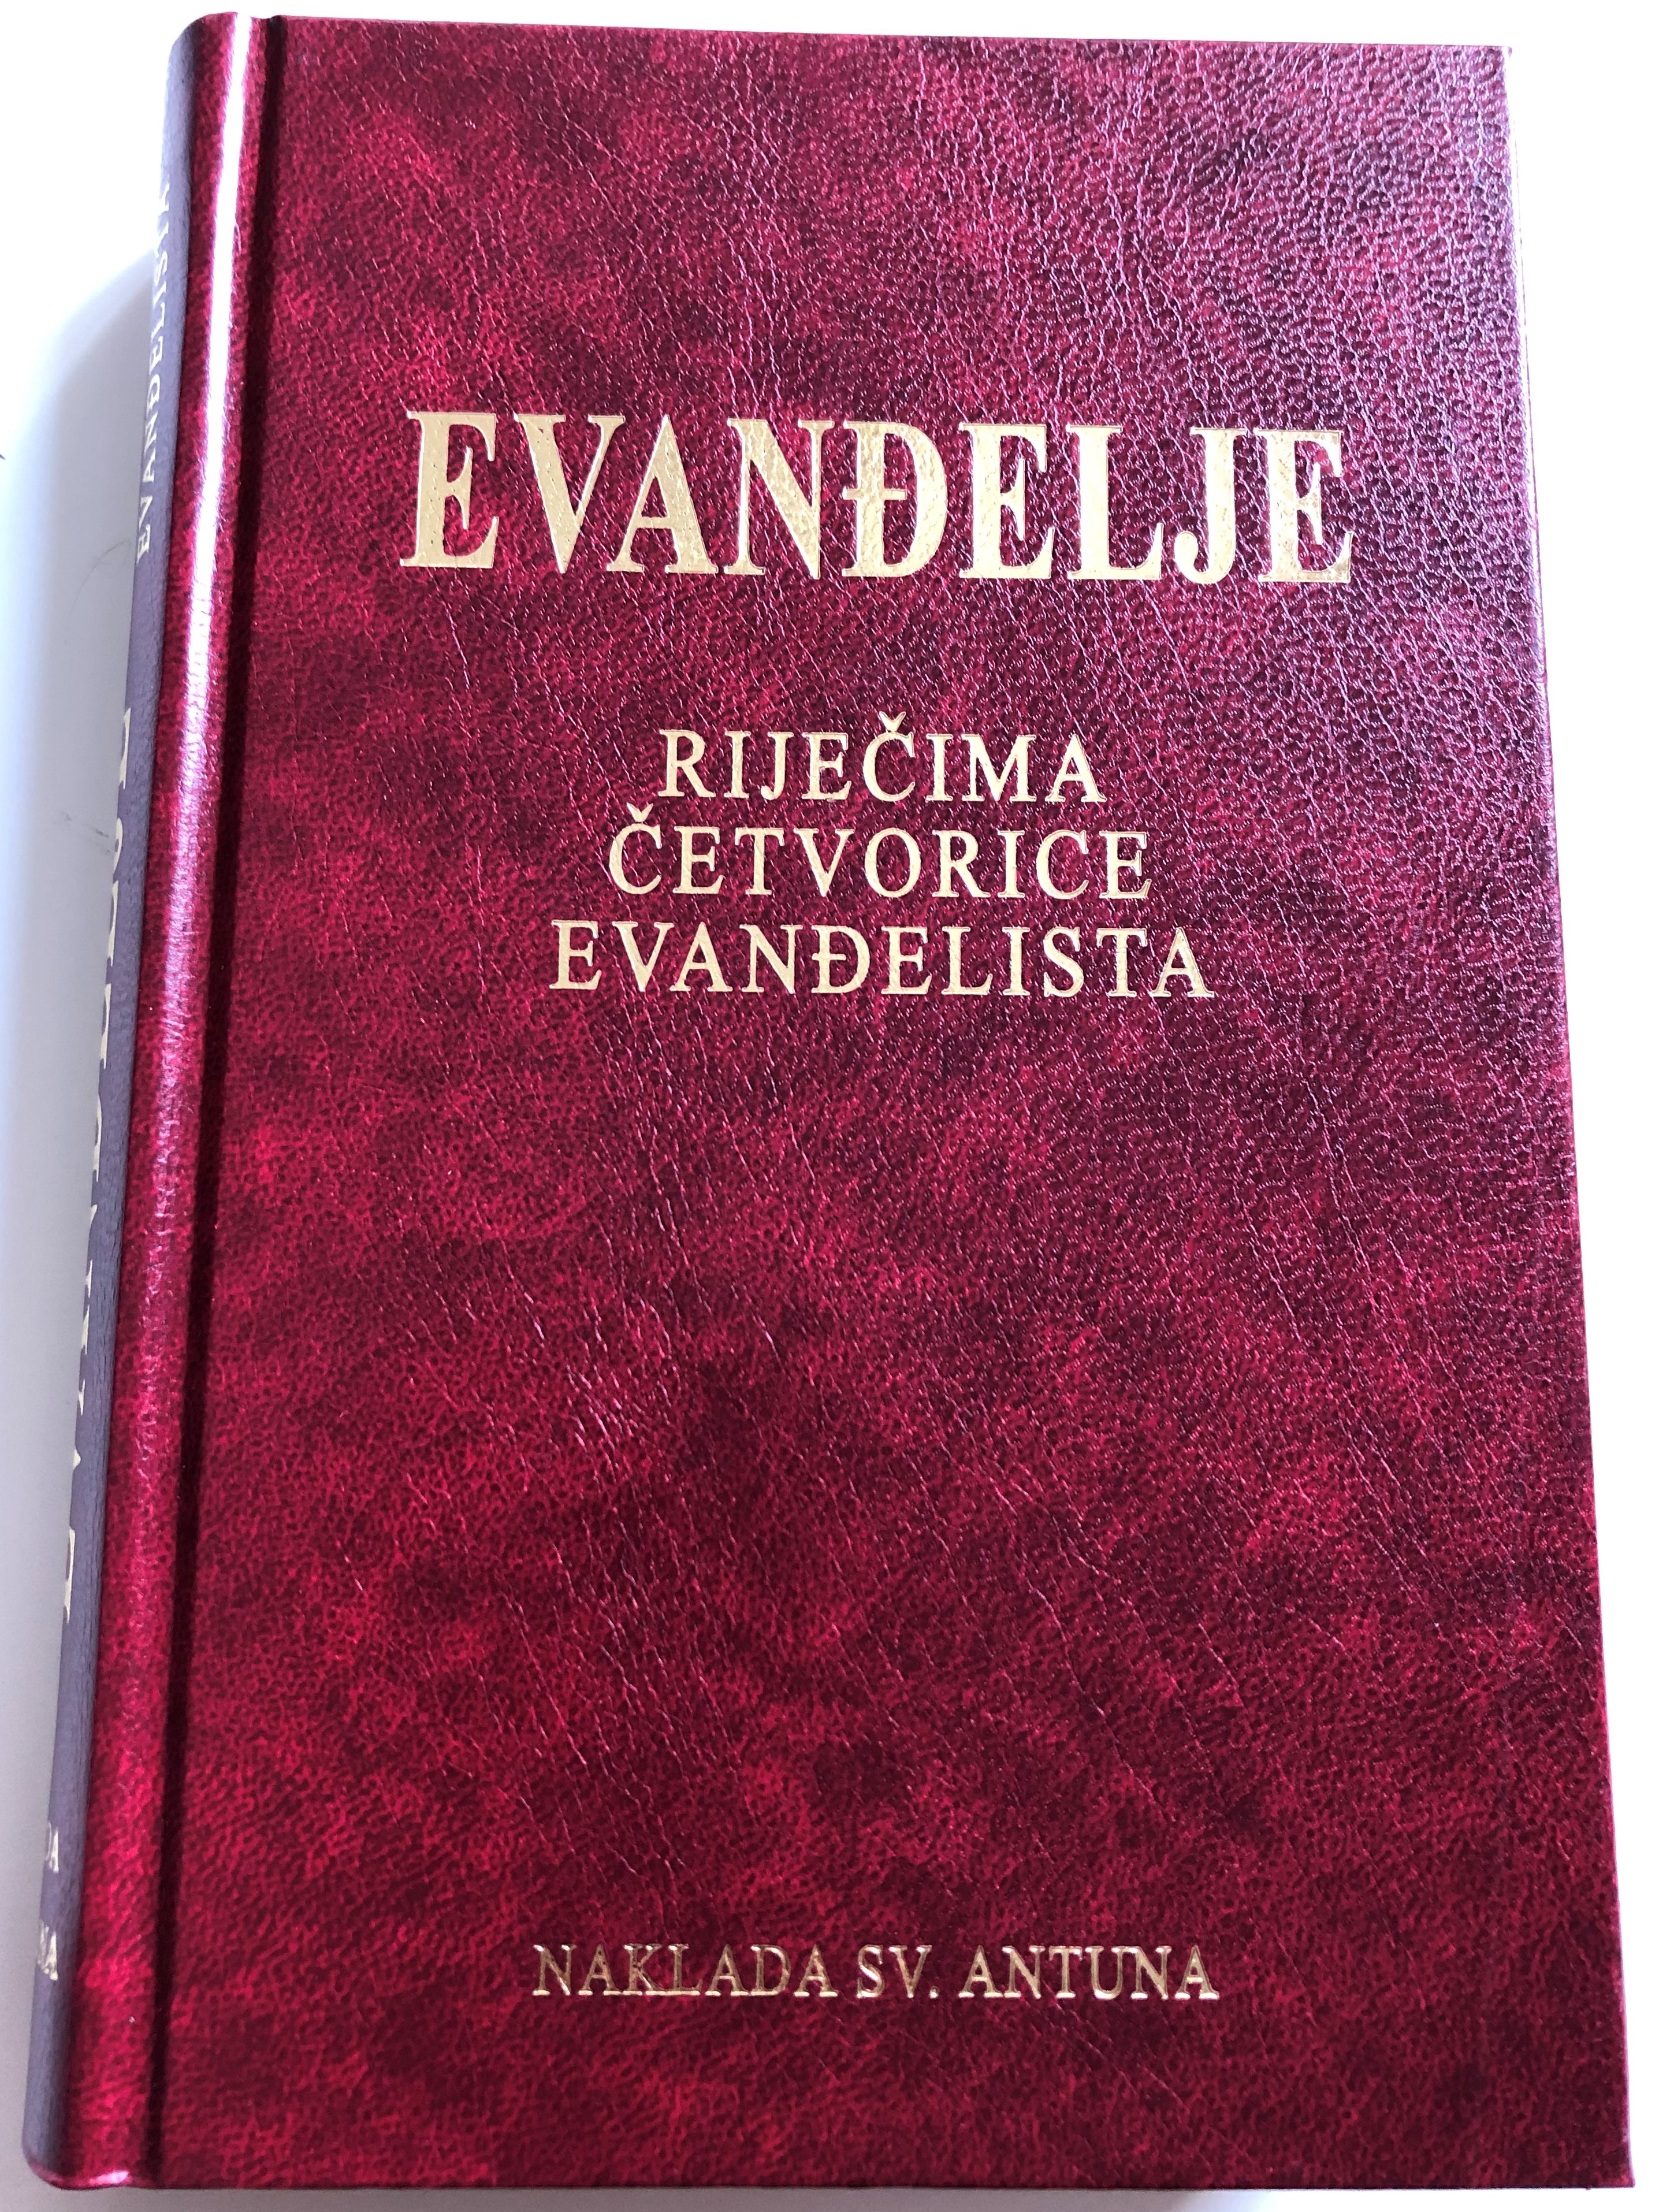 EVANĐELJE
RIJEČIMA
ČETVORICE
EVANĐELISTA
NAKLADA SV. ANTUNA
EVANĐELISTA